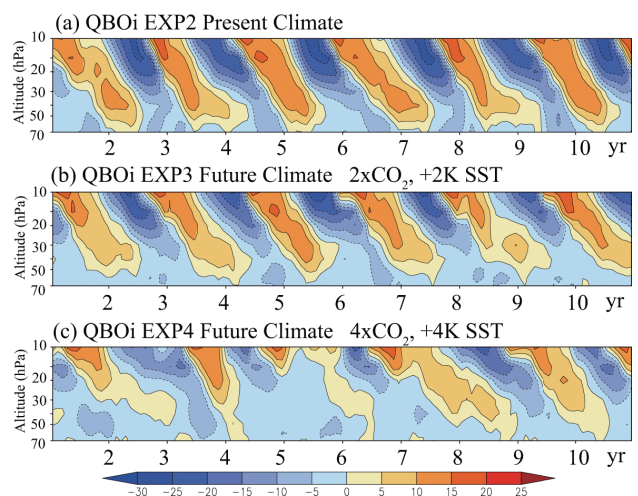 (a) QBOi EXP2 Present Climate
Altitude (hPa)
10
20
30
50
70
2 3 4 5 6 7 8 9 10 yr
(b) QBOi EXP3 Future Climate 2xCO₂, +2K SST
Altitude (hPa)
10
20
30
50
70
2 3 4 5 6 7 8 9 10 yr
(c) QBOi EXP4 Future Climate 4xCO₂, +4K SST
Altitude (hPa)
10
20
30
50
70
2 3 4 5 6 7 8 9 10 yr
−30 −25 −20 −15 −10 −5 0 5 10 15 20 25